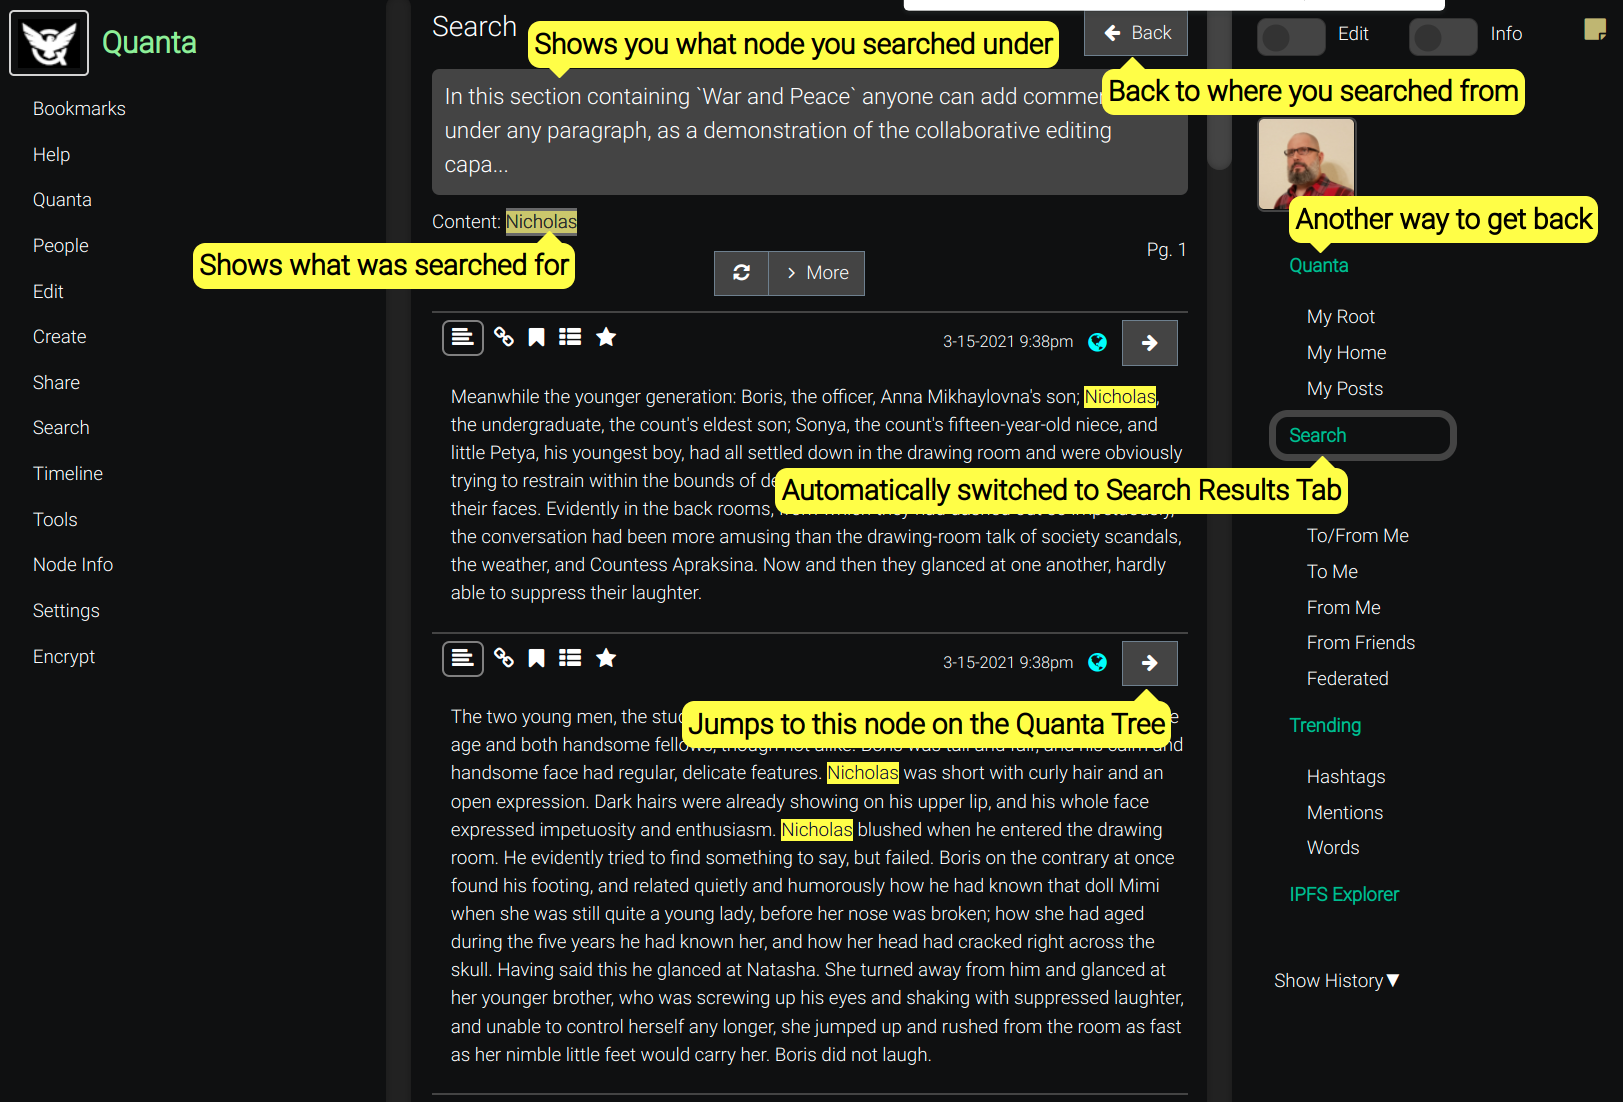 Quanta
Bookmarks
Help
Quanta
People
Edit
Create
Share
Search
Timeline
Tools
Node Info
Settings
Encrypt
Search
Shows you what node you searched under
Back
Back to where you searched from
In this section containing `War and Peace` anyone can add
under any paragraph, as a demonstration of the collaborative editing
capa...
Content: Nicholas
Shows what was searched for
Pg. 1
More
3-15-2021 9:38pm
Meanwhile the younger generation: Boris, the officer, Anna Mikhaylovna's son; Nicholas,
the undergraduate, the count's eldest son; Sonya, the count's fifteen-year-old niece, and
little Petya, his youngest boy, had all settled down in the drawing room and were obviously
trying to restrain within the bounds of
Automatically switched to Search Results Tab
their faces. Evidently in the back rooms,
the conversation had been more amusing than the drawing-room talk of society scandals,
the weather, and Countess Apraksina. Now and then they glanced at one another, hardly
able to suppress their laughter.
3-15-2021 9:38pm
Jumps to this node on the Quanta Tree
The two young men, the
age and both handsome
handsome face had regular, delicate features. Nicholas was short with curly hair and an
open expression. Dark hairs were already showing on his upper lip, and his whole face
expressed impetuosity and enthusiasm. Nicholas blushed when he entered the drawing
room. He evidently tried to find something to say, but failed. Boris on the contrary at once
found his footing, and related quietly and humorously how he had known that doll Mimi
when she was still quite a young lady, before her nose was broken; how she had aged
during the five years he had known her, and how her head had cracked right across the
skull. Having said this he glanced at Natasha. She turned away from him and glanced at
her younger brother, who was screwing up his eyes and shaking with suppressed laughter,
and unable to control herself any longer, she jumped up and rushed from the room as fast
as her nimble little feet would carry her. Boris did not laugh.
Edit
Info
Another way to get back
Quanta
My Root
My Home
My Posts
Search
To/From Me
To Me
From Me
From Friends
Federated
Trending
Hashtags
Mentions
Words
IPFS Explorer
Show History